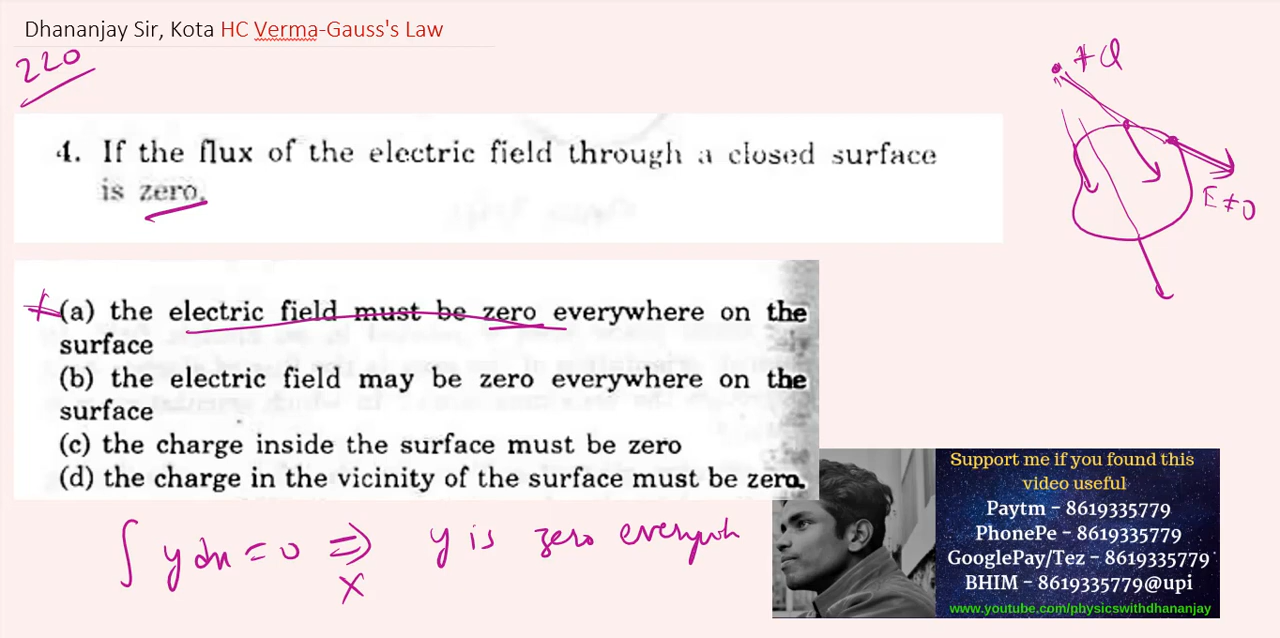 Dhananjay Sir, Kota HC Verma-Gauss's Law
220
+Q
4. If the flux of the electric field through a closed surface
is zero,
E≠0
(a) the electric field must be zero everywhere on the
surface
(b) the electric field may be zero everywhere on the
surface
(c) the charge inside the surface must be zero
(d) the charge in the vicinity of the surface must be zero.
∫ y dx = 0 ⇒ y is zero everywh
×
Support me if you found this
video useful
Paytm - 8619335779
PhonePe - 8619335779
GooglePay/Tez - 8619335779
BHIM - 8619335779@upi
www.youtube.com/physicswithdhananjay